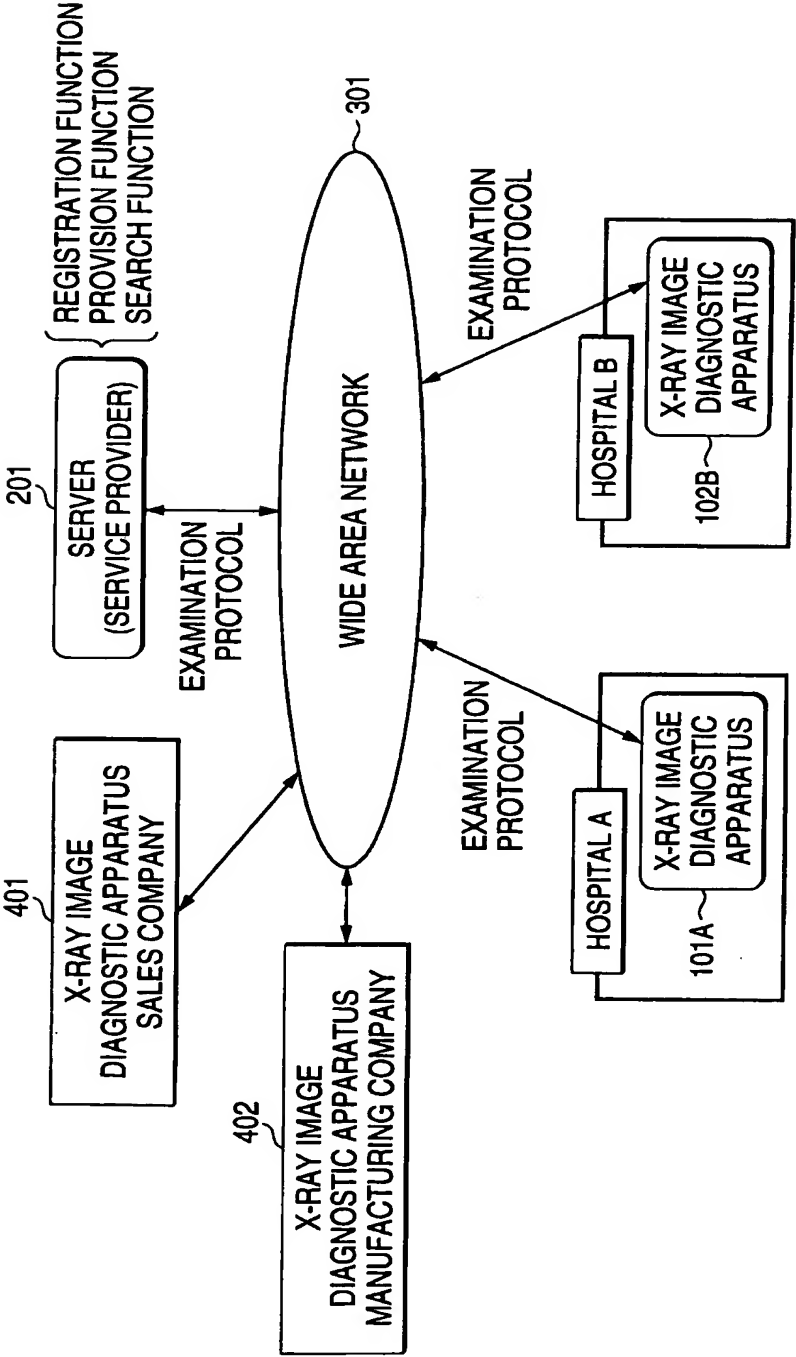 201
SERVER
(SERVICE PROVIDER)
REGISTRATION FUNCTION
PROVISION FUNCTION
SEARCH FUNCTION
401
X-RAY IMAGE
DIAGNOSTIC APPARATUS
SALES COMPANY
EXAMINATION
PROTOCOL
301
WIDE AREA NETWORK
402
X-RAY IMAGE
DIAGNOSTIC APPARATUS
MANUFACTURING COMPANY
EXAMINATION
PROTOCOL
EXAMINATION
PROTOCOL
HOSPITAL A
X-RAY IMAGE
DIAGNOSTIC
APPARATUS
101A
HOSPITAL B
X-RAY IMAGE
DIAGNOSTIC
APPARATUS
102B